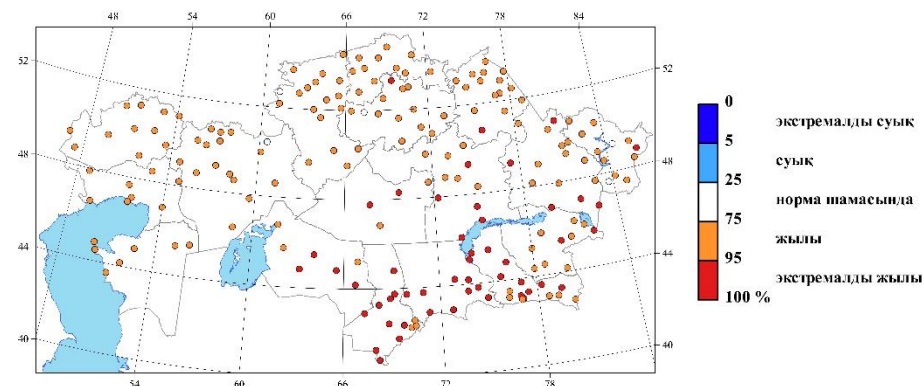 48 54 60 66 72 78 84
52 52
48 48
44 44
40 40
54 60 66 72 78
0
экстремалды суық
5
суық
25
норма шамасында
75
жылы
95
экстремалды жылы
100 %